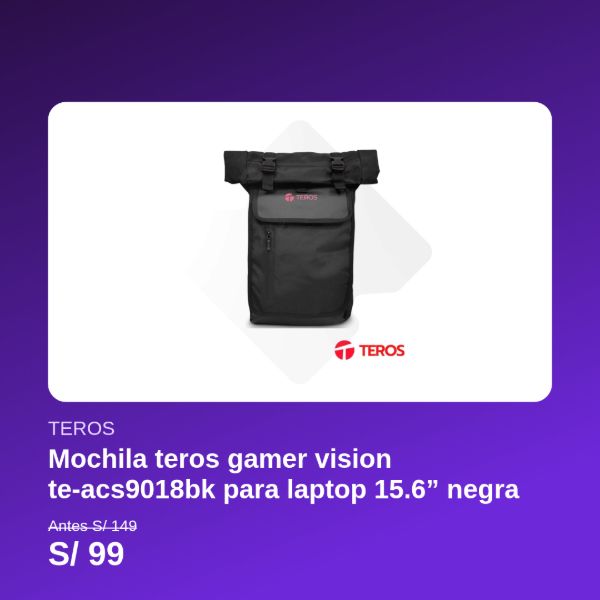 TEROS
TEROS
TEROS
Mochila teros gamer vision
te-acs9018bk para laptop 15.6” negra
Antes S/ 149
S/ 99